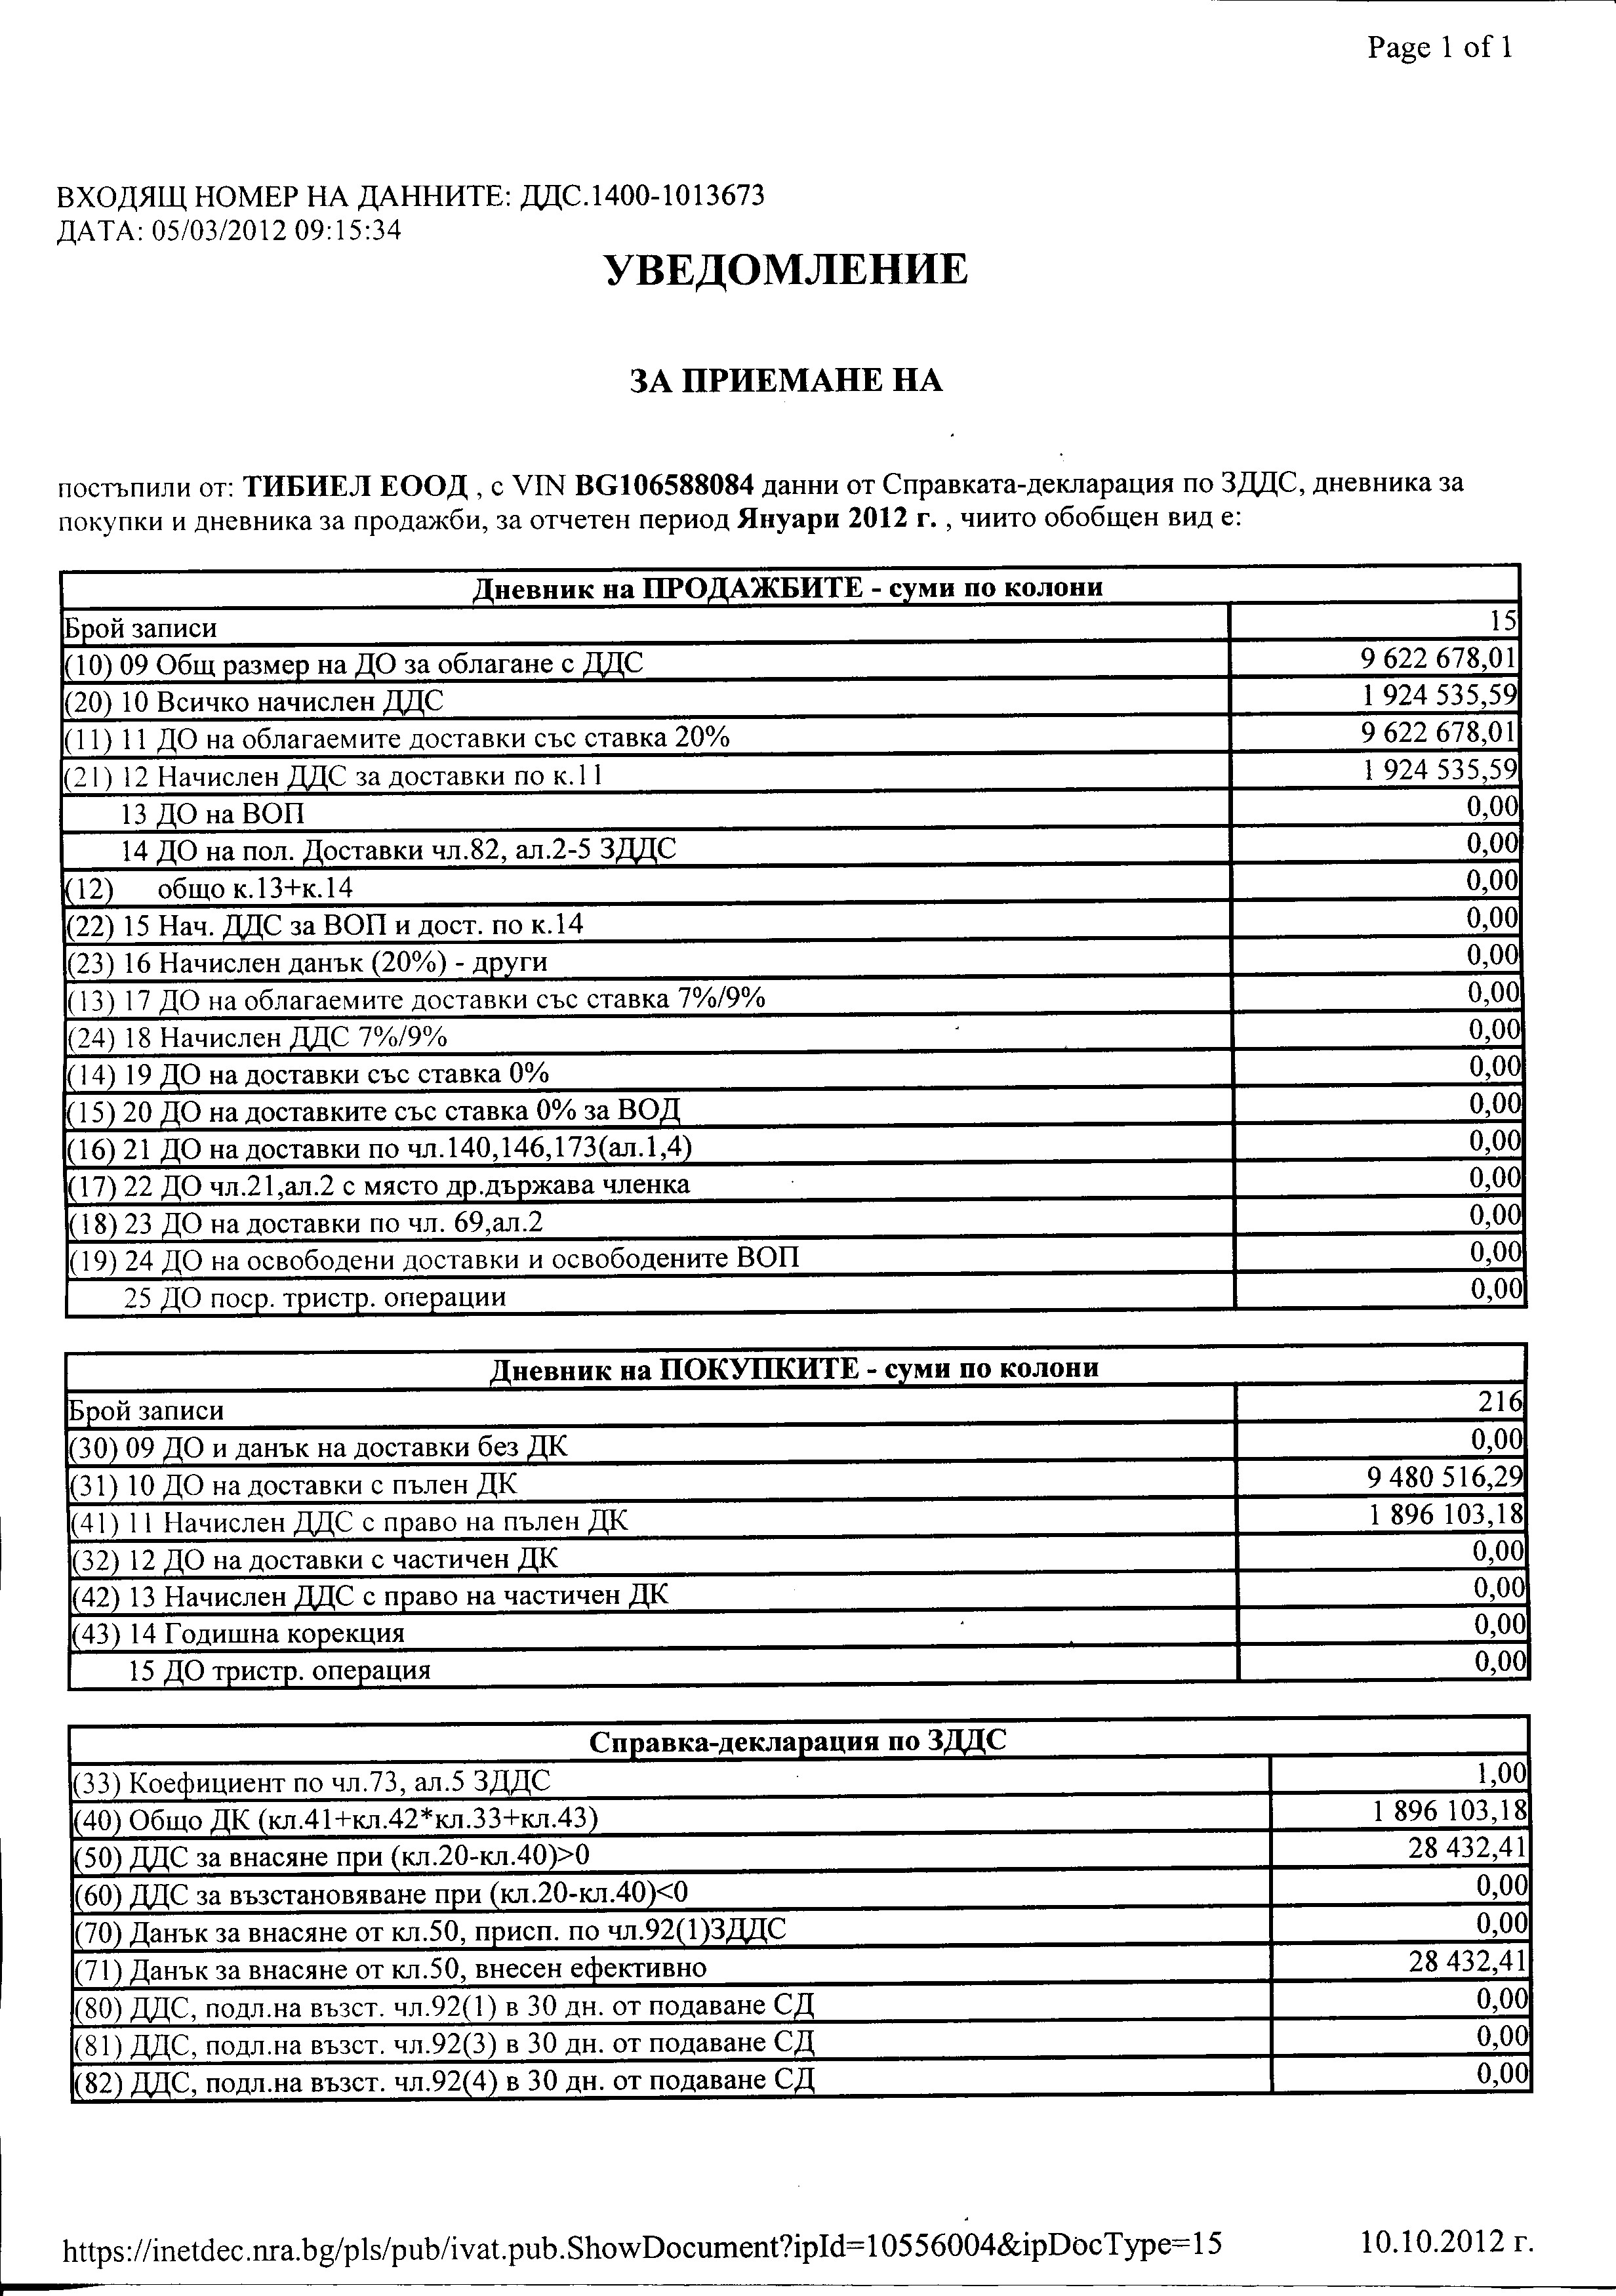 Page 1 of 1
ВХОДЯЩ НОМЕР НА ДАННИТЕ: ДДС.1400-1013673
ДАТА: 05/03/2012 09:15:34
УВЕДОМЛЕНИЕ
ЗА ПРИЕМАНЕ НА
постъпили от: ТИБИЕЛ ЕООД , с VIN BG106588084 данни от Справката-декларация по ЗДДС, дневника за
покупки и дневника за продажби, за отчетен период Януари 2012 г. , чиито обобщен вид е:
Дневник на ПРОДАЖБИТЕ - суми по колони
Брой записи 15
(10) 09 Общ размер на ДО за облагане с ДДС 9 622 678,01
(20) 10 Всичко начислен ДДС 1 924 535,59
(11) 11 ДО на облагаемите доставки със ставка 20% 9 622 678,01
(21) 12 Начислен ДДС за доставки по к.11 1 924 535,59
13 ДО на ВОП 0,00
14 ДО на пол. Доставки чл.82, ал.2-5 ЗДДС 0,00
(12) общо к.13+к.14 0,00
(22) 15 Нач. ДДС за ВОП и дост. по к.14 0,00
(23) 16 Начислен данък (20%) - други 0,00
(13) 17 ДО на облагаемите доставки със ставка 7%/9% 0,00
(24) 18 Начислен ДДС 7%/9% 0,00
(14) 19 ДО на доставки със ставка 0% 0,00
(15) 20 ДО на доставките със ставка 0% за ВОД 0,00
(16) 21 ДО на доставки по чл.140,146,173(ал.1,4) 0,00
(17) 22 ДО чл.21,ал.2 с място др.държава членка 0,00
(18) 23 ДО на доставки по чл. 69,ал.2 0,00
(19) 24 ДО на освободени доставки и освободените ВОП 0,00
25 ДО поср. тристр. операции 0,00
Дневник на ПОКУПКИТЕ - суми по колони
Брой записи 216
(30) 09 ДО и данък на доставки без ДК 0,00
(31) 10 ДО на доставки с пълен ДК 9 480 516,29
(41) 11 Начислен ДДС с право на пълен ДК 1 896 103,18
(32) 12 ДО на доставки с частичен ДК 0,00
(42) 13 Начислен ДДС с право на частичен ДК 0,00
(43) 14 Годишна корекция 0,00
15 ДО тристр. операция 0,00
Справка-декларация по ЗДДС
(33) Коефициент по чл.73, ал.5 ЗДДС 1,00
(40) Общо ДК (кл.41+кл.42*кл.33+кл.43) 1 896 103,18
(50) ДДС за внасяне при (кл.20-кл.40)>0 28 432,41
(60) ДДС за възстановяване при (кл.20-кл.40)<0 0,00
(70) Данък за внасяне от кл.50, присп. по чл.92(1)ЗДДС 0,00
(71) Данък за внасяне от кл.50, внесен ефективно 28 432,41
(80) ДДС, подл.на възст. чл.92(1) в 30 дн. от подаване СД 0,00
(81) ДДС, подл.на възст. чл.92(3) в 30 дн. от подаване СД 0,00
(82) ДДС, подл.на възст. чл.92(4) в 30 дн. от подаване СД 0,00
https://inetdec.nra.bg/pls/pub/ivat.pub.ShowDocument?ipId=10556004&ipDocType=15 10.10.2012 г.